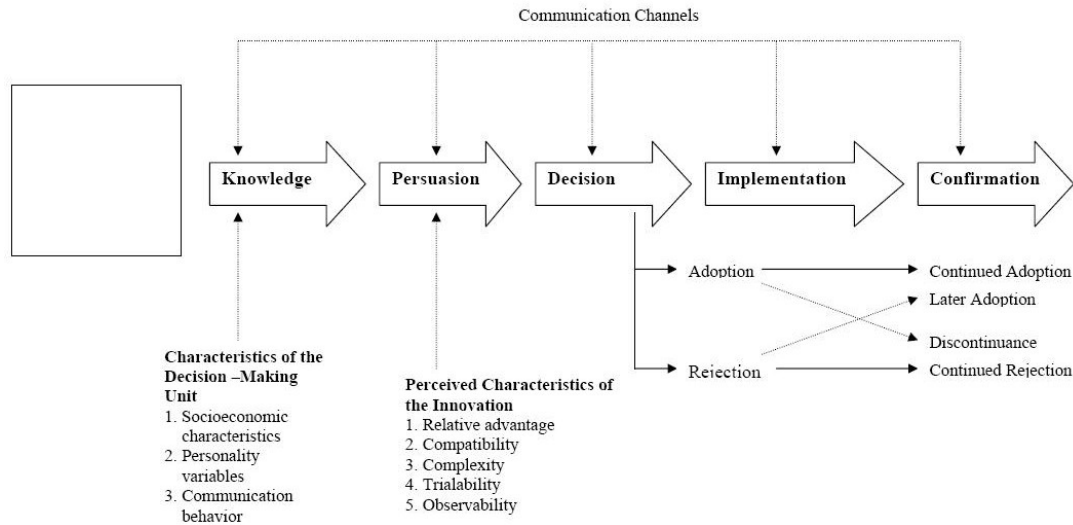 Communication Channels
Knowledge
Persuasion
Decision
Implementation
Confirmation
Adoption
Continued Adoption
Later Adoption
Discontinuance
Rejection
Continued Rejection
Characteristics of the
Decision –Making
Unit
1. Socioeconomic
characteristics
2. Personality
variables
3. Communication
behavior
Perceived Characteristics of
the Innovation
1. Relative advantage
2. Compatibility
3. Complexity
4. Trialability
5. Observability